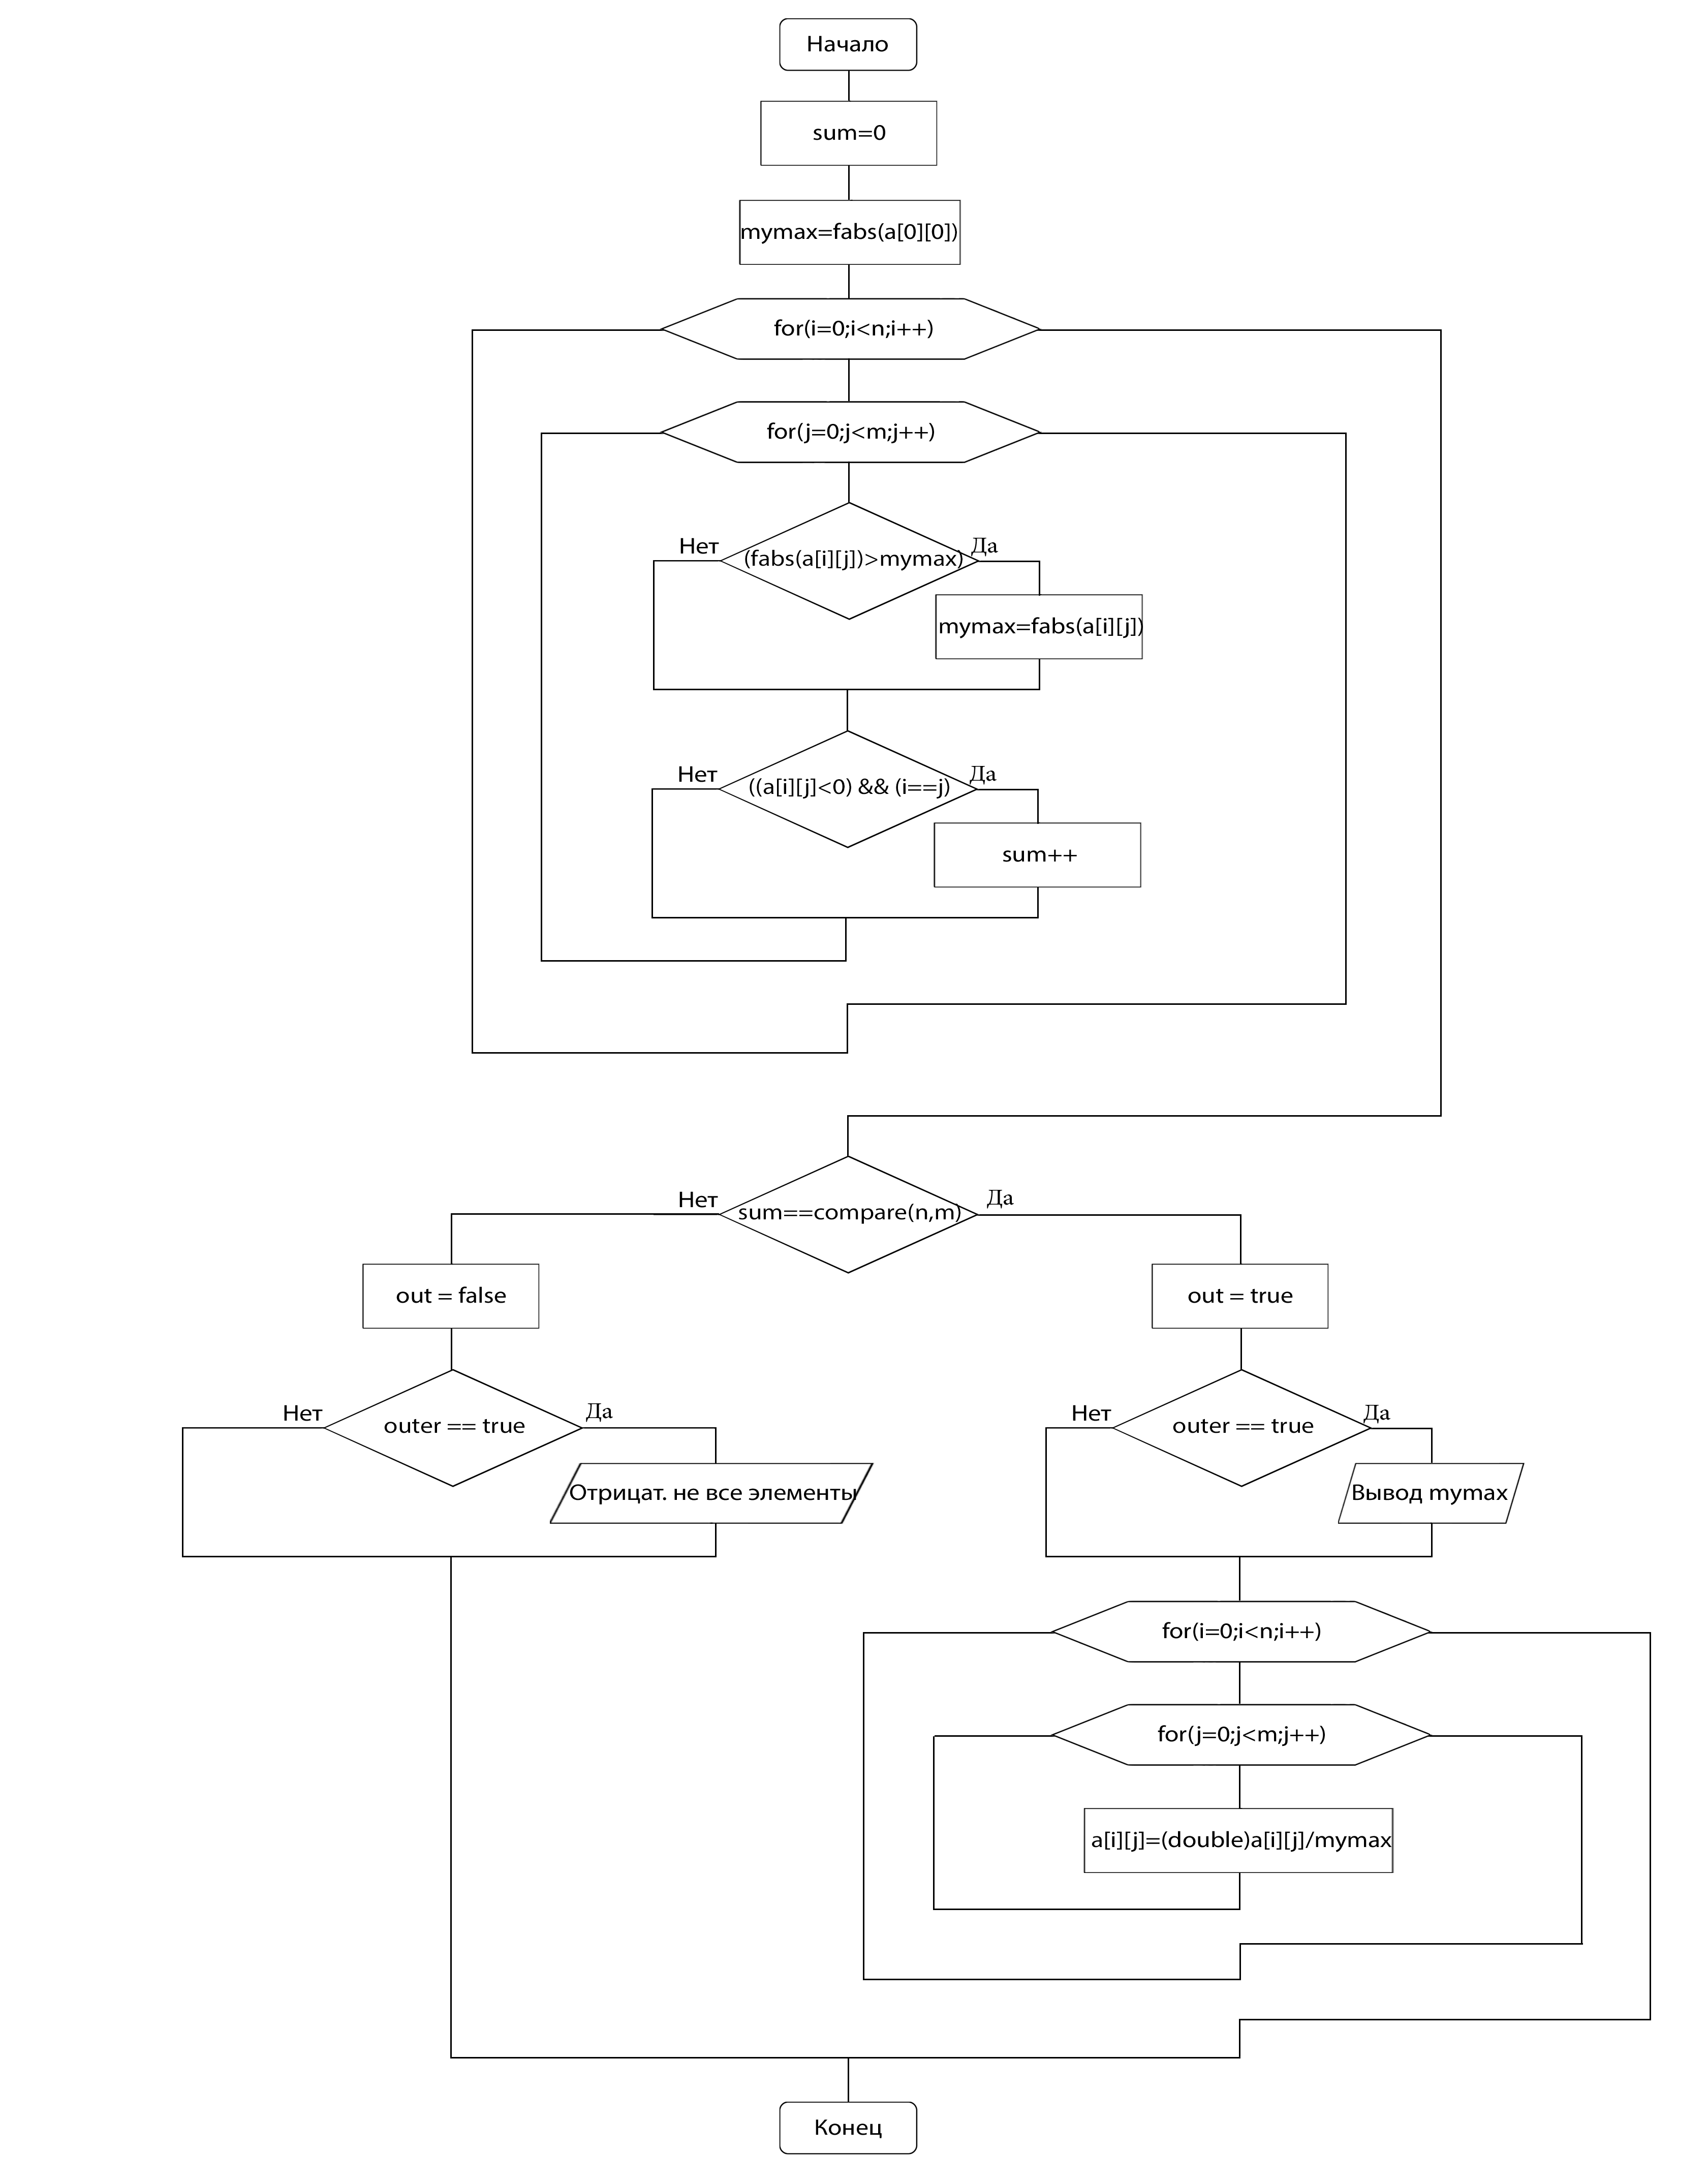 Начало
sum=0
mymax=fabs(a[0][0])
for(i=0;i<n;i++)
for(j=0;j<m;j++)
Нет
(fabs(a[i][j])>mymax)
Да
mymax=fabs(a[i][j])
Нет
((a[i][j]<0) && (i==j)
Да
sum++
Нет
sum==compare(n,m)
Да
out = false
out = true
Нет
outer == true
Да
Нет
outer == true
Да
Отрицат. не все элементы
Вывод mymax
for(i=0;i<n;i++)
for(j=0;j<m;j++)
a[i][j]=(double)a[i][j]/mymax
Конец